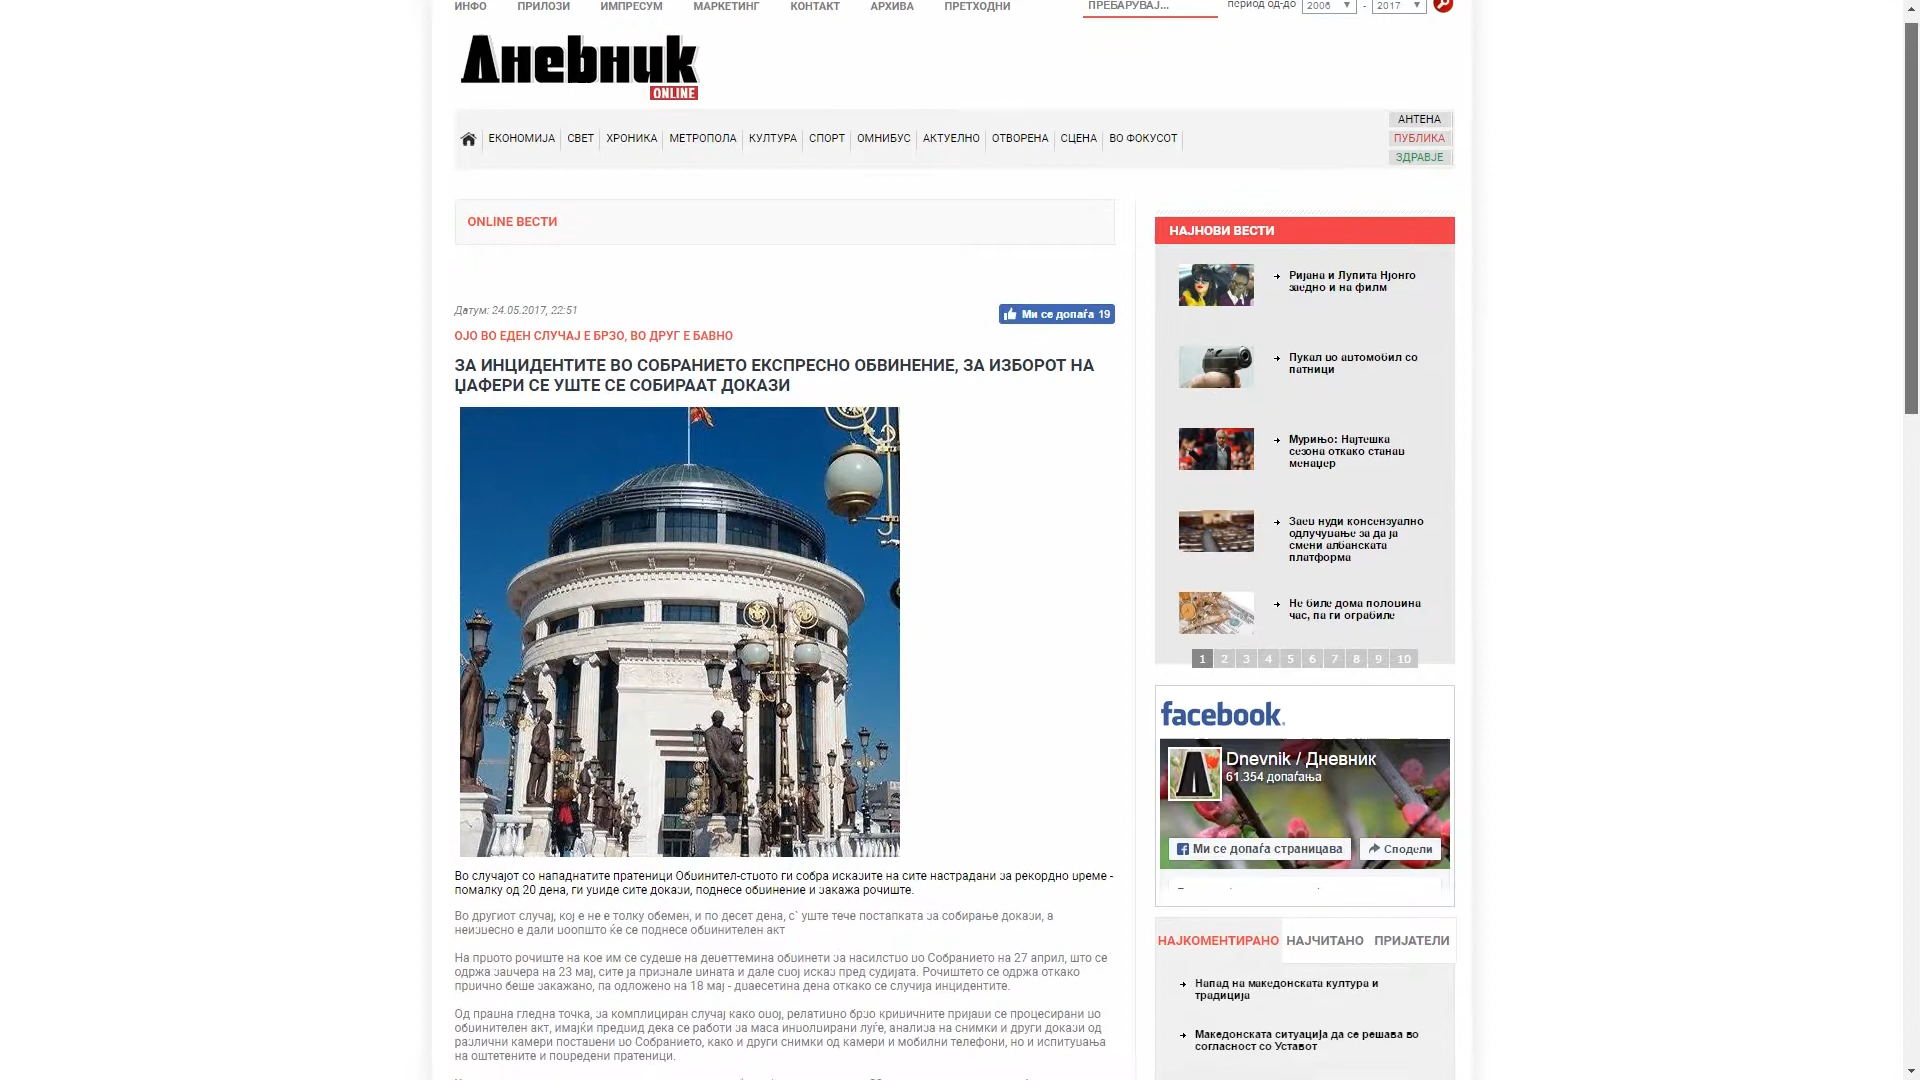 ИНФО ПРИЛОЗИ ИМПРЕСУМ МАРКЕТИНГ КОНТАКТ АРХИВА ПРЕТХОДНИ ПРЕБАРУВАЈ... период од-до 2006 - 2017
Дневник
ONLINE
ЕКОНОМИЈА СВЕТ ХРОНИКА МЕТРОПОЛА КУЛТУРА СПОРТ ОМНИБУС АКТУЕЛНО ОТВОРЕНА СЦЕНА ВО ФОКУСОТ
АНТЕНА
ПУБЛИКА
ЗДРАВЈЕ
ONLINE ВЕСТИ
Датум: 24.05.2017, 22:51
Ми се допаѓа 19
ОЈО ВО ЕДЕН СЛУЧАЈ Е БРЗО, ВО ДРУГ Е БАВНО
ЗА ИНЦИДЕНТИТЕ ВО СОБРАНИЕТО ЕКСПРЕСНО ОБВИНЕНИЕ, ЗА ИЗБОРОТ НА
ЏАФЕРИ СЕ УШТЕ СЕ СОБИРААТ ДОКАЗИ
Во случајот со нападнатите пратеници Обвинител-ството ги собра исказите на сите настрадани за рекордно време -
помалку од 20 дена, ги увиде сите докази, поднесе обвинение и закажа рочиште.
Во другиот случај, кој е не е толку обемен, и по десет дена, с` уште тече постапката за собирање докази, а
неизвесно е дали воопшто ќе се поднесе обвинителен акт
На првото рочиште на кое им се судеше на деветтемина обвинети за насилство во Собранието на 27 април, што се
одржа завчера на 23 мај, сите ја признале вината и дале свој исказ пред судијата. Рочиштето се одржа откако
првично беше закажано, па одложено на 18 мај - дваесетина дена откако се случија инцидентите.
Од правна гледна точка, за комплициран случај како овој, релативно брзо кривичните пријави се процесирани во
обвинителен акт, имајќи предвид дека се работи за маса инволвирани луѓе, анализа на снимки и други докази од
различни камери поставени во Собранието, како и други снимки од камери и мобилни телефони, но и испитувања
на оштетените и повредени пратеници.
НАЈНОВИ ВЕСТИ
Ријана и Лупита Нјонго
заедно и на филм
Пукал во автомобил со
патници
Мурињо: Најтешка
сезона откако станав
менаџер
Заев нуди консензуално
одлучување за да ја
смени албанската
платформа
Не биле дома половина
час, па ги ограбиле
1 2 3 4 5 6 7 8 9 10
facebook
Dnevnik / Дневник
61.354 допаѓања
Ми се допаѓа страницава Сподели
НАЈКОМЕНТИРАНО НАЈЧИТАНО ПРИЈАТЕЛИ
Напад на македонската култура и
традиција
Македонската ситуација да се решава во
согласност со Уставот